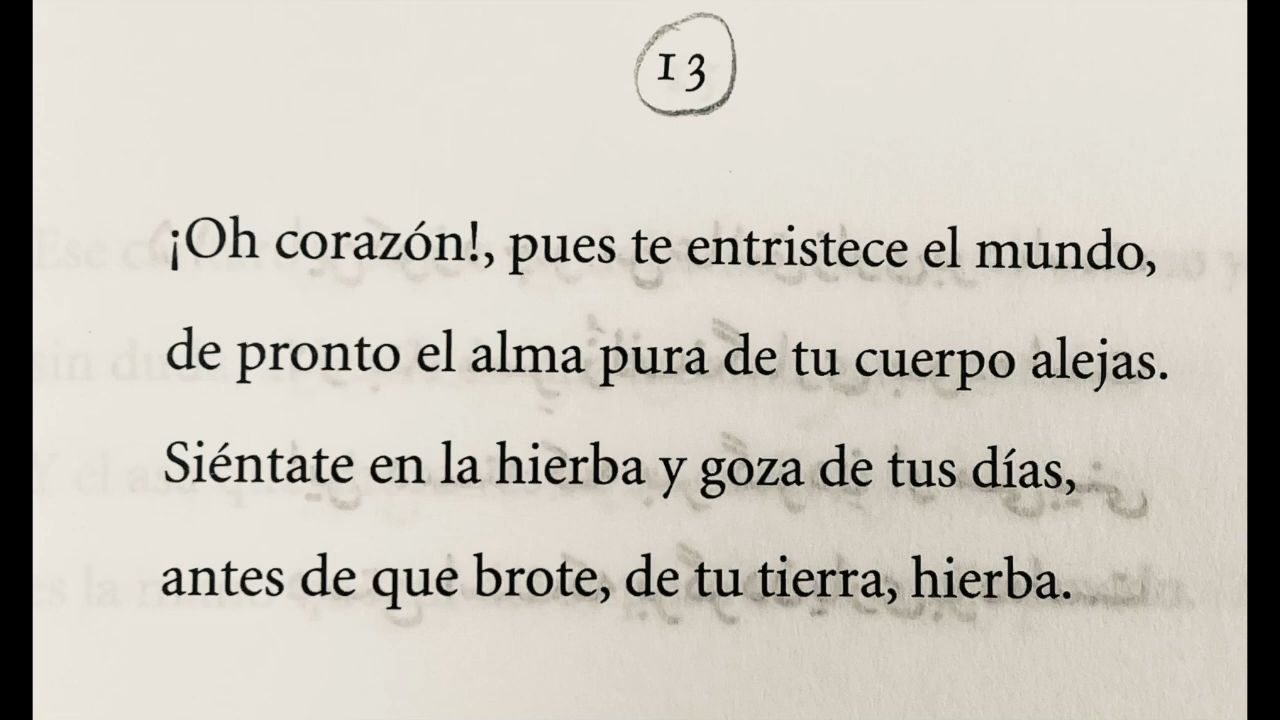 13
¡Oh corazón!, pues te entristece el mundo,
de pronto el alma pura de tu cuerpo alejas.
Siéntate en la hierba y goza de tus días,
antes de que brote, de tu tierra, hierba.